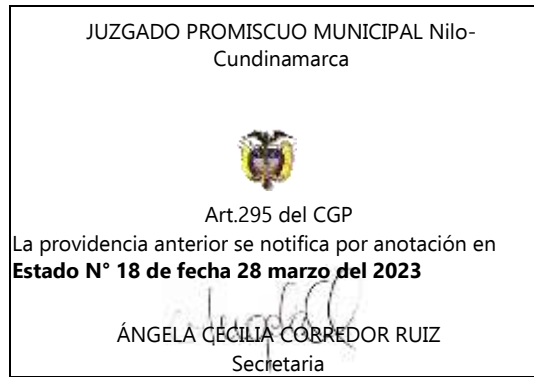 JUZGADO PROMISCUO MUNICIPAL Nilo-
Cundinamarca
Art.295 del CGP
La providencia anterior se notifica por anotación en
Estado N° 18 de fecha 28 marzo del 2023
ÁNGELA CECILIA CORREDOR RUIZ
Secretaria